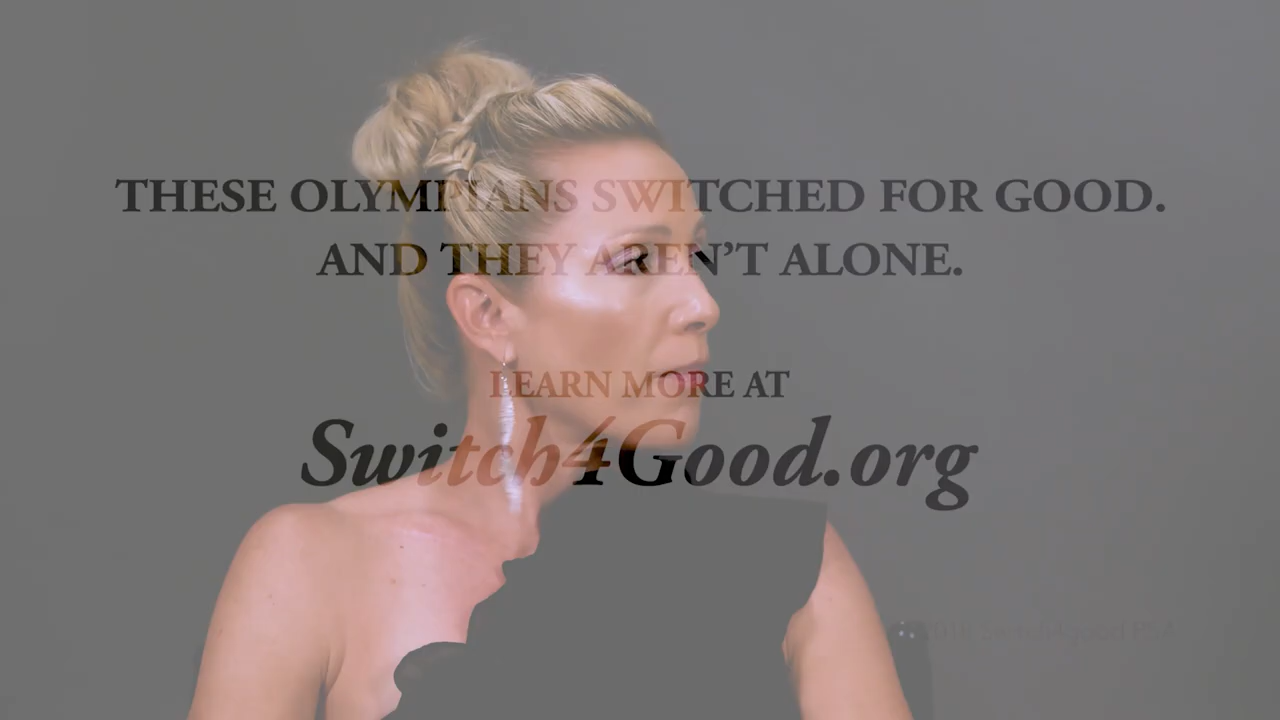 THESE OLYMPIANS SWITCHED FOR GOOD.
AND THEY AREN'T ALONE.
LEARN MORE AT
Switch4Good.org